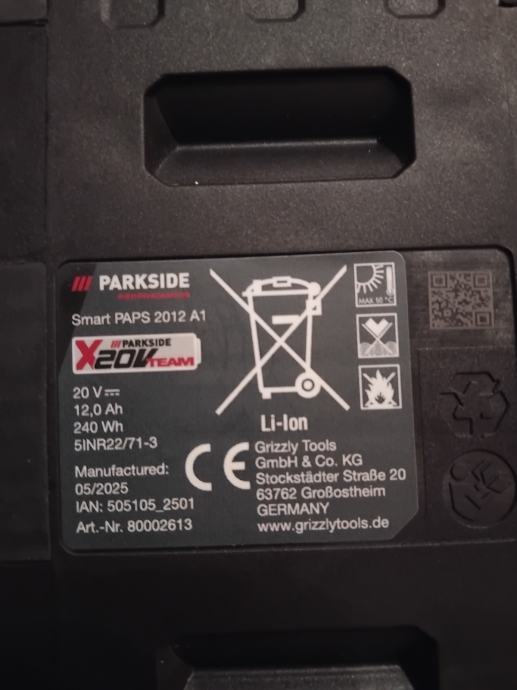 PARKSIDE
PERFORMANCE
Smart PAPS 2012 A1
PARKSIDE
X20V TEAM
20 V
12,0 Ah
240 Wh
5INR22/71-3
Manufactured:
05/2025
IAN: 505105_2501
Art.-Nr. 80002613
MAX 50 °C
Li-Ion
CE
Grizzly Tools
GmbH & Co. KG
Stockstädter Straße 20
63762 Großostheim
GERMANY
www.grizzlytools.de